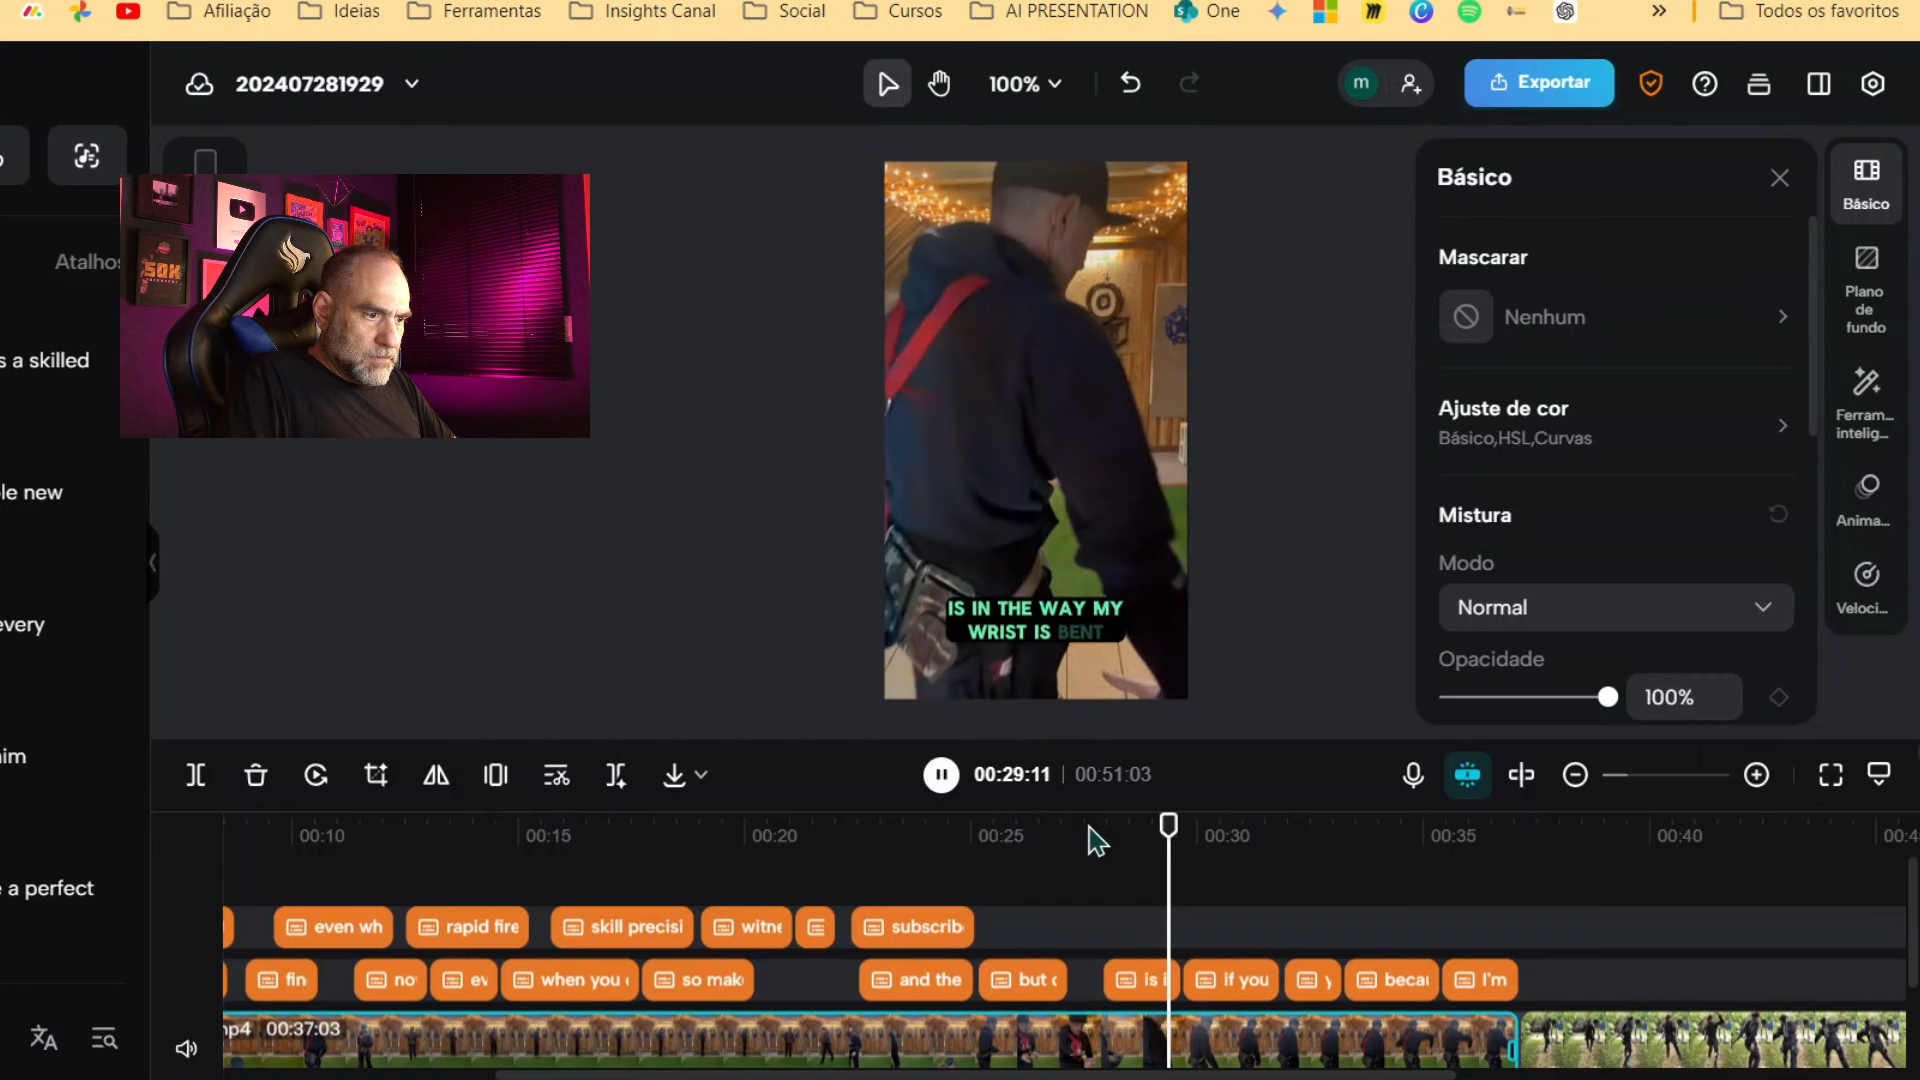 Afiliação
Ideias
Ferramentas
Insights Canal
Social
Cursos
AI PRESENTATION
One
»
Todos os favoritos
202407281929
100%
m
Exportar
Atalhos
s a skilled
le new
every
a perfect
50K
IS IN THE WAY MY
WRIST IS BENT
Básico
Mascarar
Nenhum
Ajuste de cor
Básico,HSL,Curvas
Mistura
Modo
Normal
Opacidade
100%
Básico
Plano
de
fundo
Ferram...
intelig...
Anima...
Veloci...
00:29:11 | 00:51:03
00:10
00:15
00:20
00:25
00:30
00:35
00:40
00:4
even wh
rapid fire
skill precisi
witne
subscrib
fin
no
ev
when you
so mak
and the
but c
is i
if you
y
becau
I'm
mp4 00:37:03